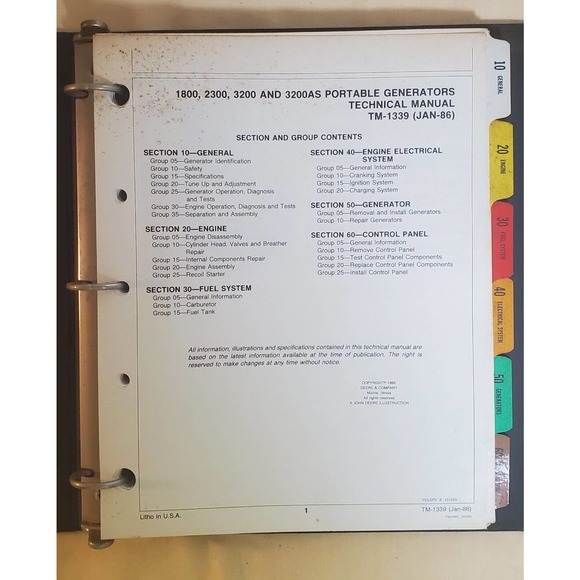 1800, 2300, 3200 AND 3200AS PORTABLE GENERATORS
TECHNICAL MANUAL
TM-1339 (JAN-86)
SECTION AND GROUP CONTENTS
SECTION 10—GENERAL
Group 05—Generator Identification
Group 10—Safety
Group 15—Specifications
Group 20—Tune Up and Adjustment
Group 25—Generator Operation, Diagnosis
and Tests
Group 30—Engine Operation, Diagnosis and Tests
Group 35—Separation and Assembly
SECTION 20—ENGINE
Group 05—Engine Disassembly
Group 10—Cylinder Head, Valves and Breather
Repair
Group 15—Internal Components Repair
Group 20—Engine Assembly
Group 25—Recoil Starter
SECTION 30—FUEL SYSTEM
Group 05—General Information
Group 10—Carburetor
Group 15—Fuel Tank
SECTION 40—ENGINE ELECTRICAL
SYSTEM
Group 05—General Information
Group 10—Cranking System
Group 15—Ignition System
Group 20—Charging System
SECTION 50—GENERATOR
Group 05—Removal and Install Generators
Group 10—Repair Generators
SECTION 60—CONTROL PANEL
Group 05—General Information
Group 10—Remove Control Panel
Group 15—Test Control Panel Components
Group 20—Replace Control Panel Components
Group 25—Install Control Panel
All information, illustrations and specifications contained in this technical manual are
based on the latest information available at the time of publication. The right is
reserved to make changes at any time without notice.
DEERE & COMPANY
Moline, Illinois
All rights reserved
A JOHN DEERE ILLUSTRUCTION
Litho in U.S.A.
1
TM-1339 (Jan-86)
10 GENERAL
20 ENGINE
30 FUEL SYSTEM
40 ELECTRICAL SYSTEM
50 GENERATORS
60